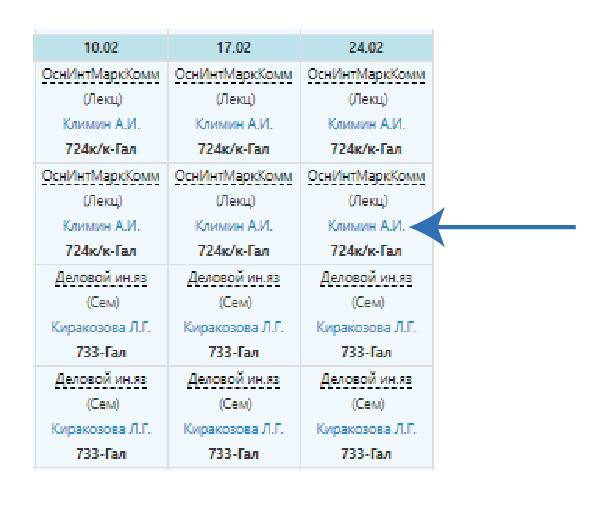 10.02 17.02 24.02
ОснИнтМаркКомм ОснИнтМаркКомм ОснИнтМаркКомм
(Лекц) (Лекц) (Лекц)
Климин А.И. Климин А.И. Климин А.И.
724к/к-Гал 724к/к-Гал 724к/к-Гал
ОснИнтМаркКомм ОснИнтМаркКомм ОснИнтМаркКомм
(Лекц) (Лекц) (Лекц)
Климин А.И. Климин А.И. Климин А.И.
724к/к-Гал 724к/к-Гал 724к/к-Гал
Деловой ин.яз Деловой ин.яз Деловой ин.яз
(Сем) (Сем) (Сем)
Киракозова Л.Г. Киракозова Л.Г. Киракозова Л.Г.
733-Гал 733-Гал 733-Гал
Деловой ин.яз Деловой ин.яз Деловой ин.яз
(Сем) (Сем) (Сем)
Киракозова Л.Г. Киракозова Л.Г. Киракозова Л.Г.
733-Гал 733-Гал 733-Гал